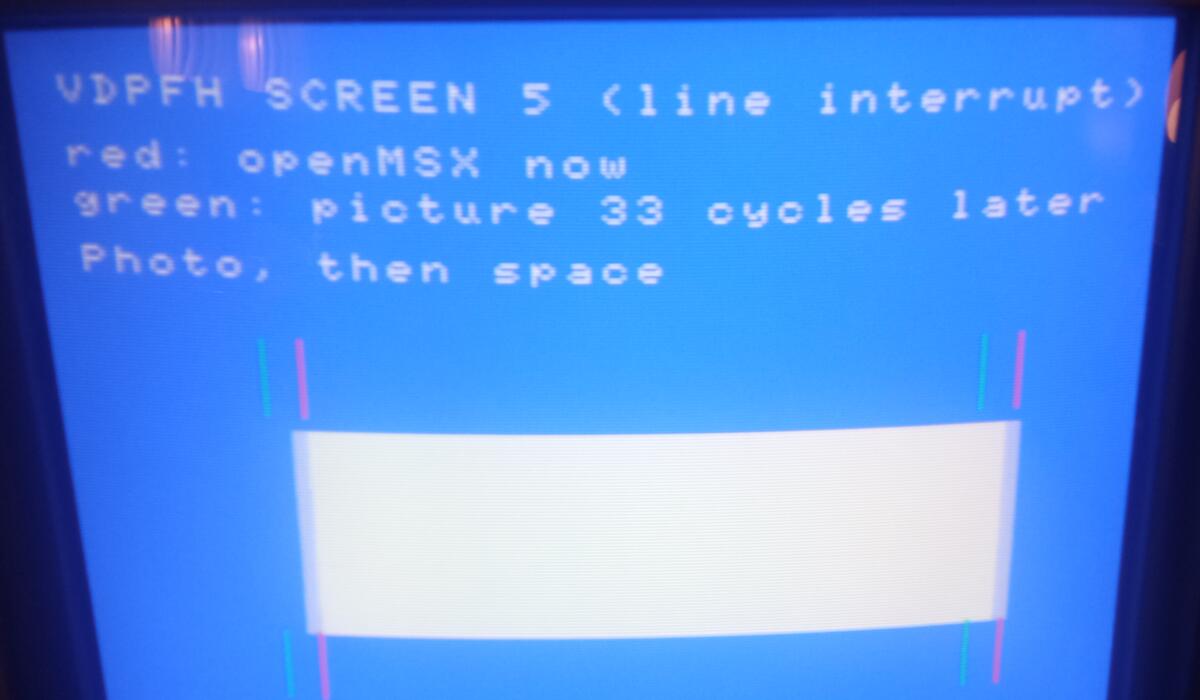 VDPFH SCREEN 5 (line interrupt)
red: openMSX now
green: picture 33 cycles later
Photo, then space